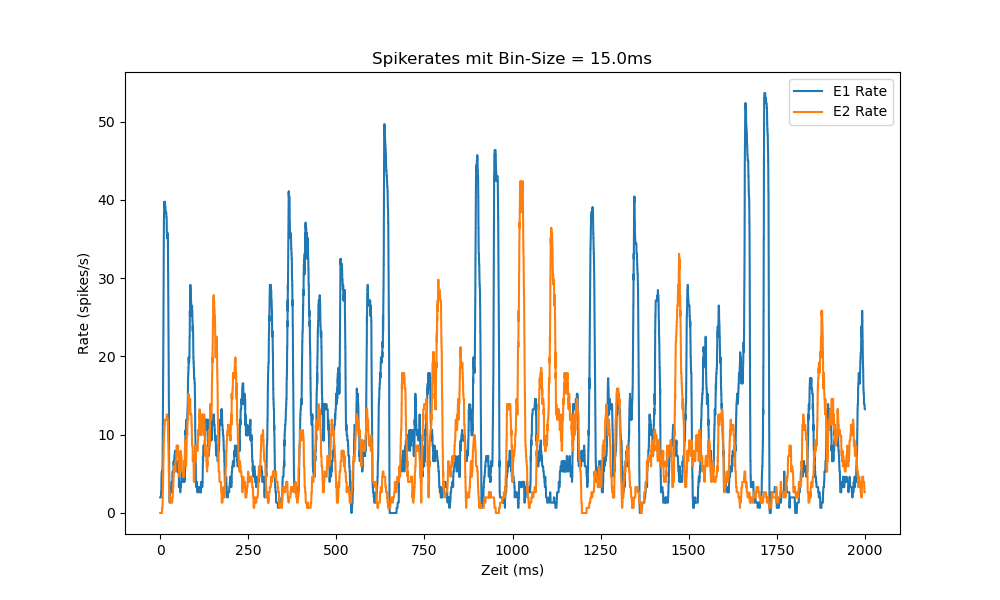 Spikerates mit Bin-Size = 15.0ms
E1 Rate
E2 Rate
Rate (spikes/s)
50
40
30
20
10
0
0 250 500 750 1000 1250 1500 1750 2000
Zeit (ms)